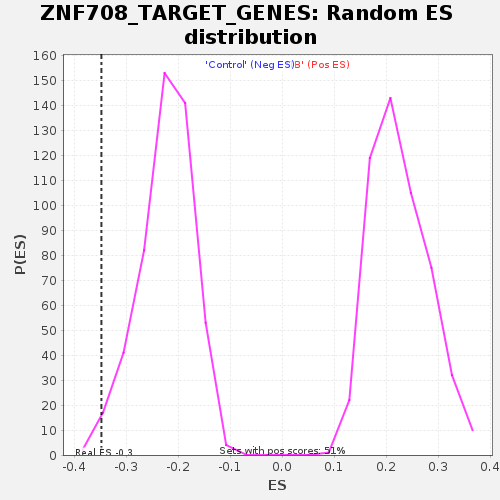 ZNF708_TARGET_GENES: Random ES
distribution
'Control' (Neg ES)B' (Pos ES)
160
150
140
130
120
110
100
90
80
70
60
50
40
30
20
10
0
P(ES)
Real ES -0.3
Sets with pos scores: 51%
-0.4 -0.3 -0.2 -0.1 0.0 0.1 0.2 0.3 0.4
ES